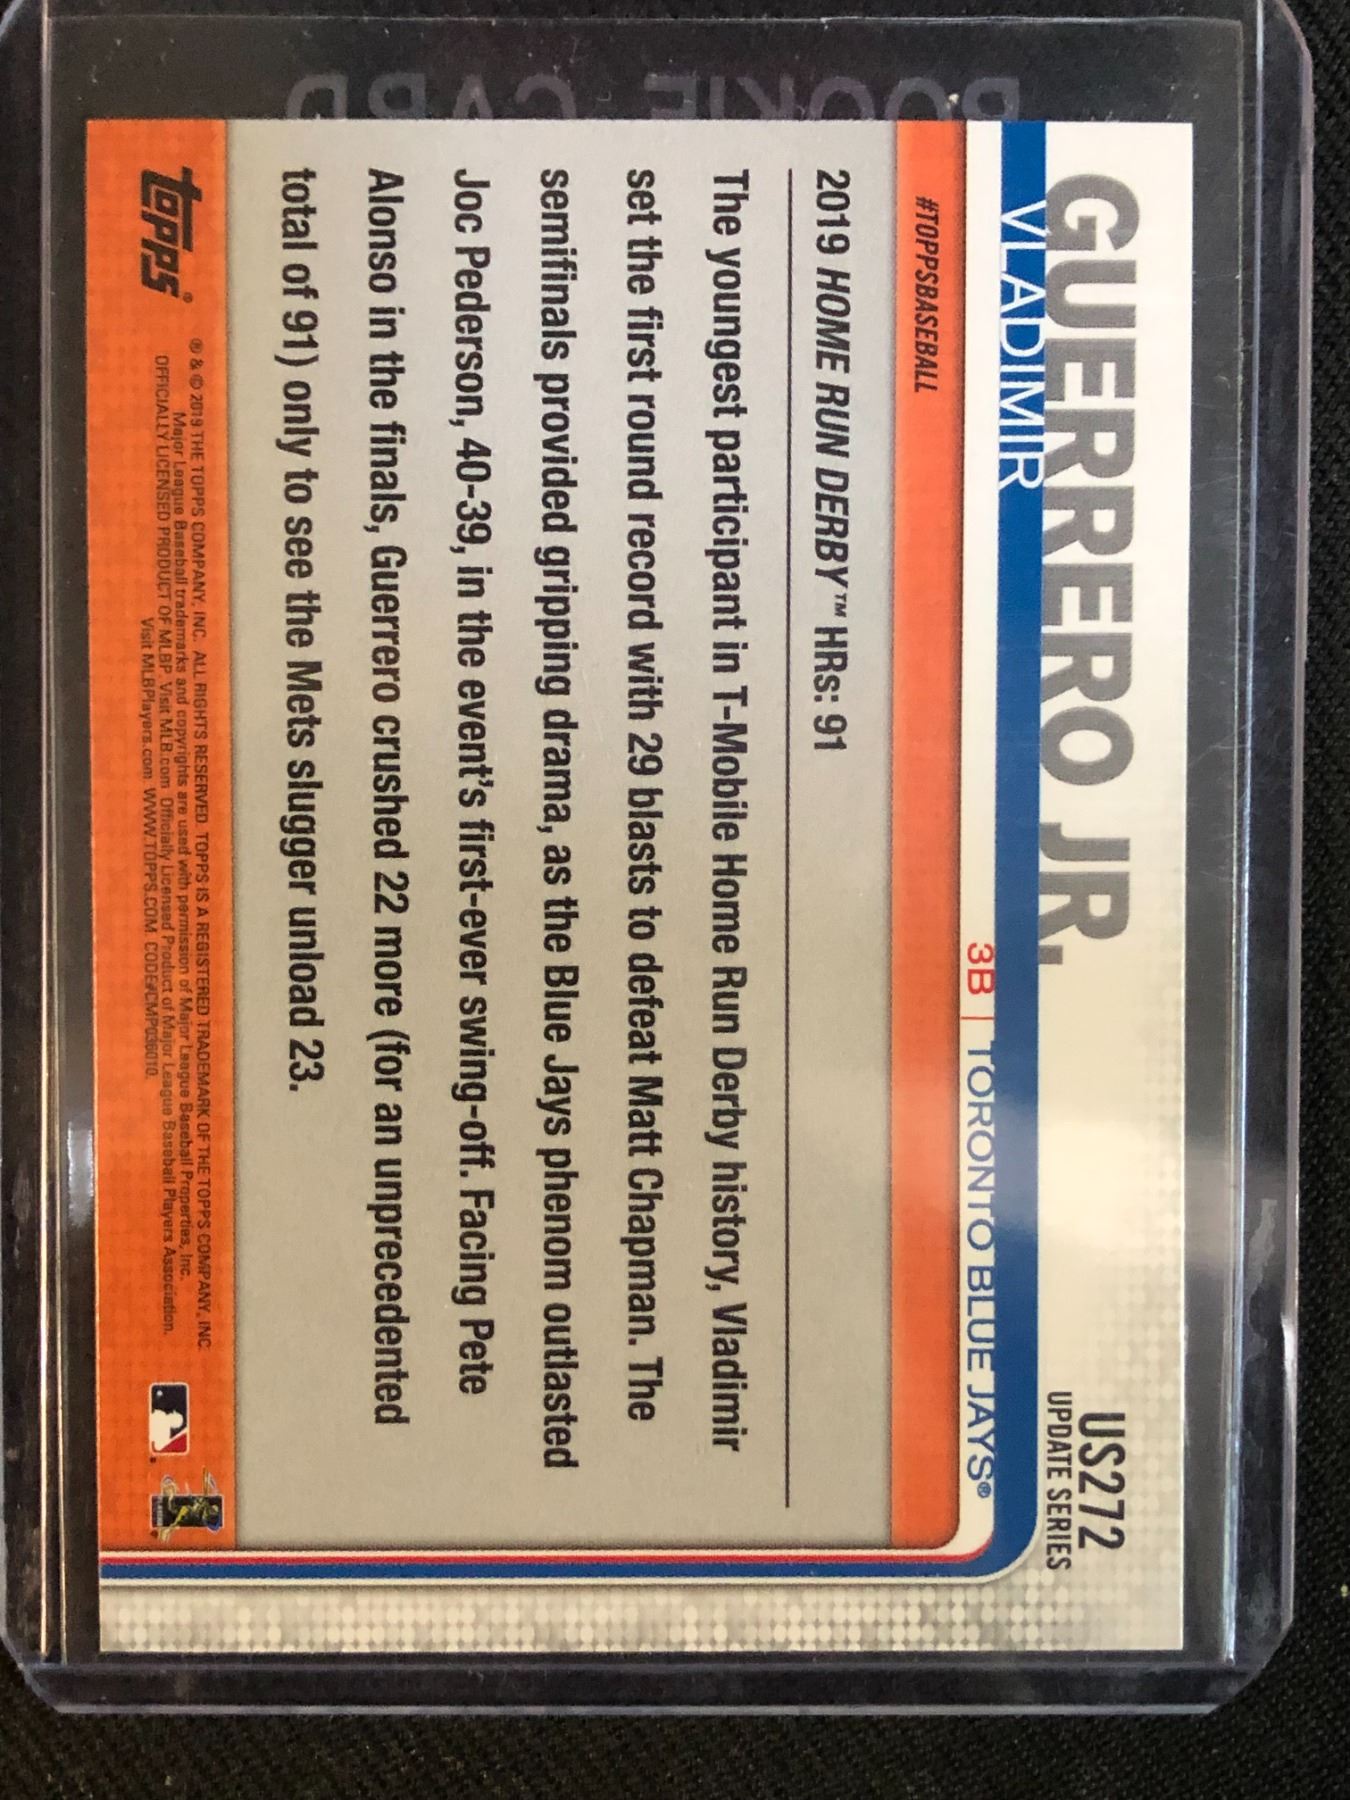 ROOKIE CARD
GUERRERO JR.
VLADIMIR
US272
UPDATE SERIES
3B | TORONTO BLUE JAYS®
#TOPPSBASEBALL
2019 HOME RUN DERBY™ HRs: 91
The youngest participant in T-Mobile Home Run Derby history, Vladimir
set the first round record with 29 blasts to defeat Matt Chapman. The
semifinals provided gripping drama, as the Blue Jays phenom outlasted
Joc Pederson, 40-39, in the event's first-ever swing-off. Facing Pete
Alonso in the finals, Guerrero crushed 22 more (for an unprecedented
total of 91) only to see the Mets slugger unload 23.
topps®
® & © 2019 THE TOPPS COMPANY, INC. ALL RIGHTS RESERVED. TOPPS IS A REGISTERED TRADEMARK OF THE TOPPS COMPANY, INC.
Major League Baseball trademarks and copyrights are used with permission of Major League Baseball Properties, Inc.
OFFICIALLY LICENSED PRODUCT OF MLBP. Visit MLB.com. Officially Licensed Product of Major League Baseball Players Association.
Visit MLBPlayers.com. WWW.TOPPS.COM. CODE#CMP036010.